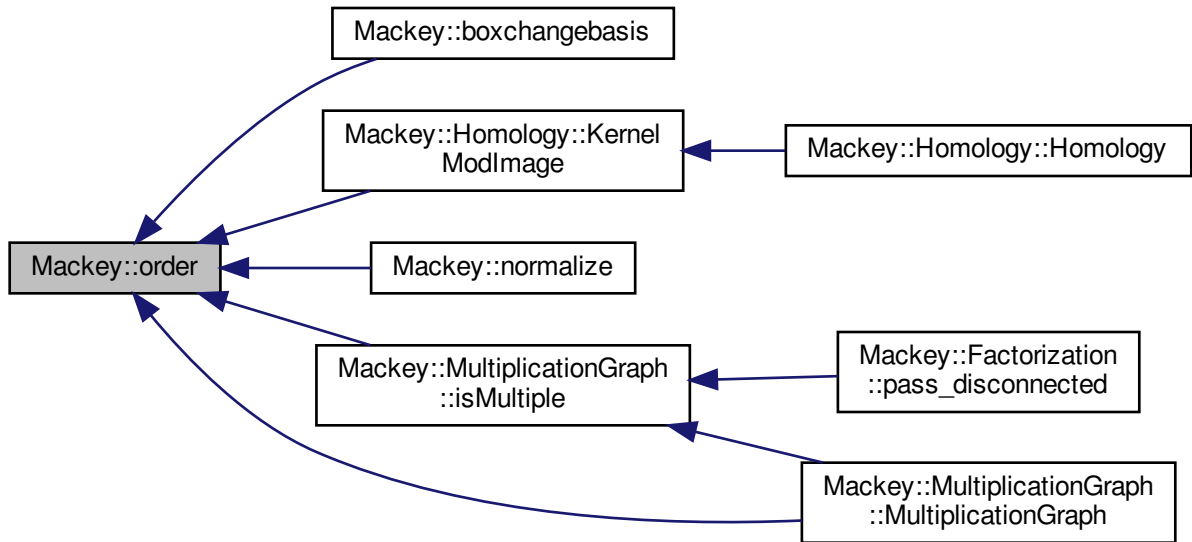 Mackey::boxchangebasis
Mackey::Homology::Kernel
ModImage
Mackey::Homology::Homology
Mackey::order
Mackey::normalize
Mackey::MultiplicationGraph
::isMultiple
Mackey::Factorization
::pass_disconnected
Mackey::MultiplicationGraph
::MultiplicationGraph